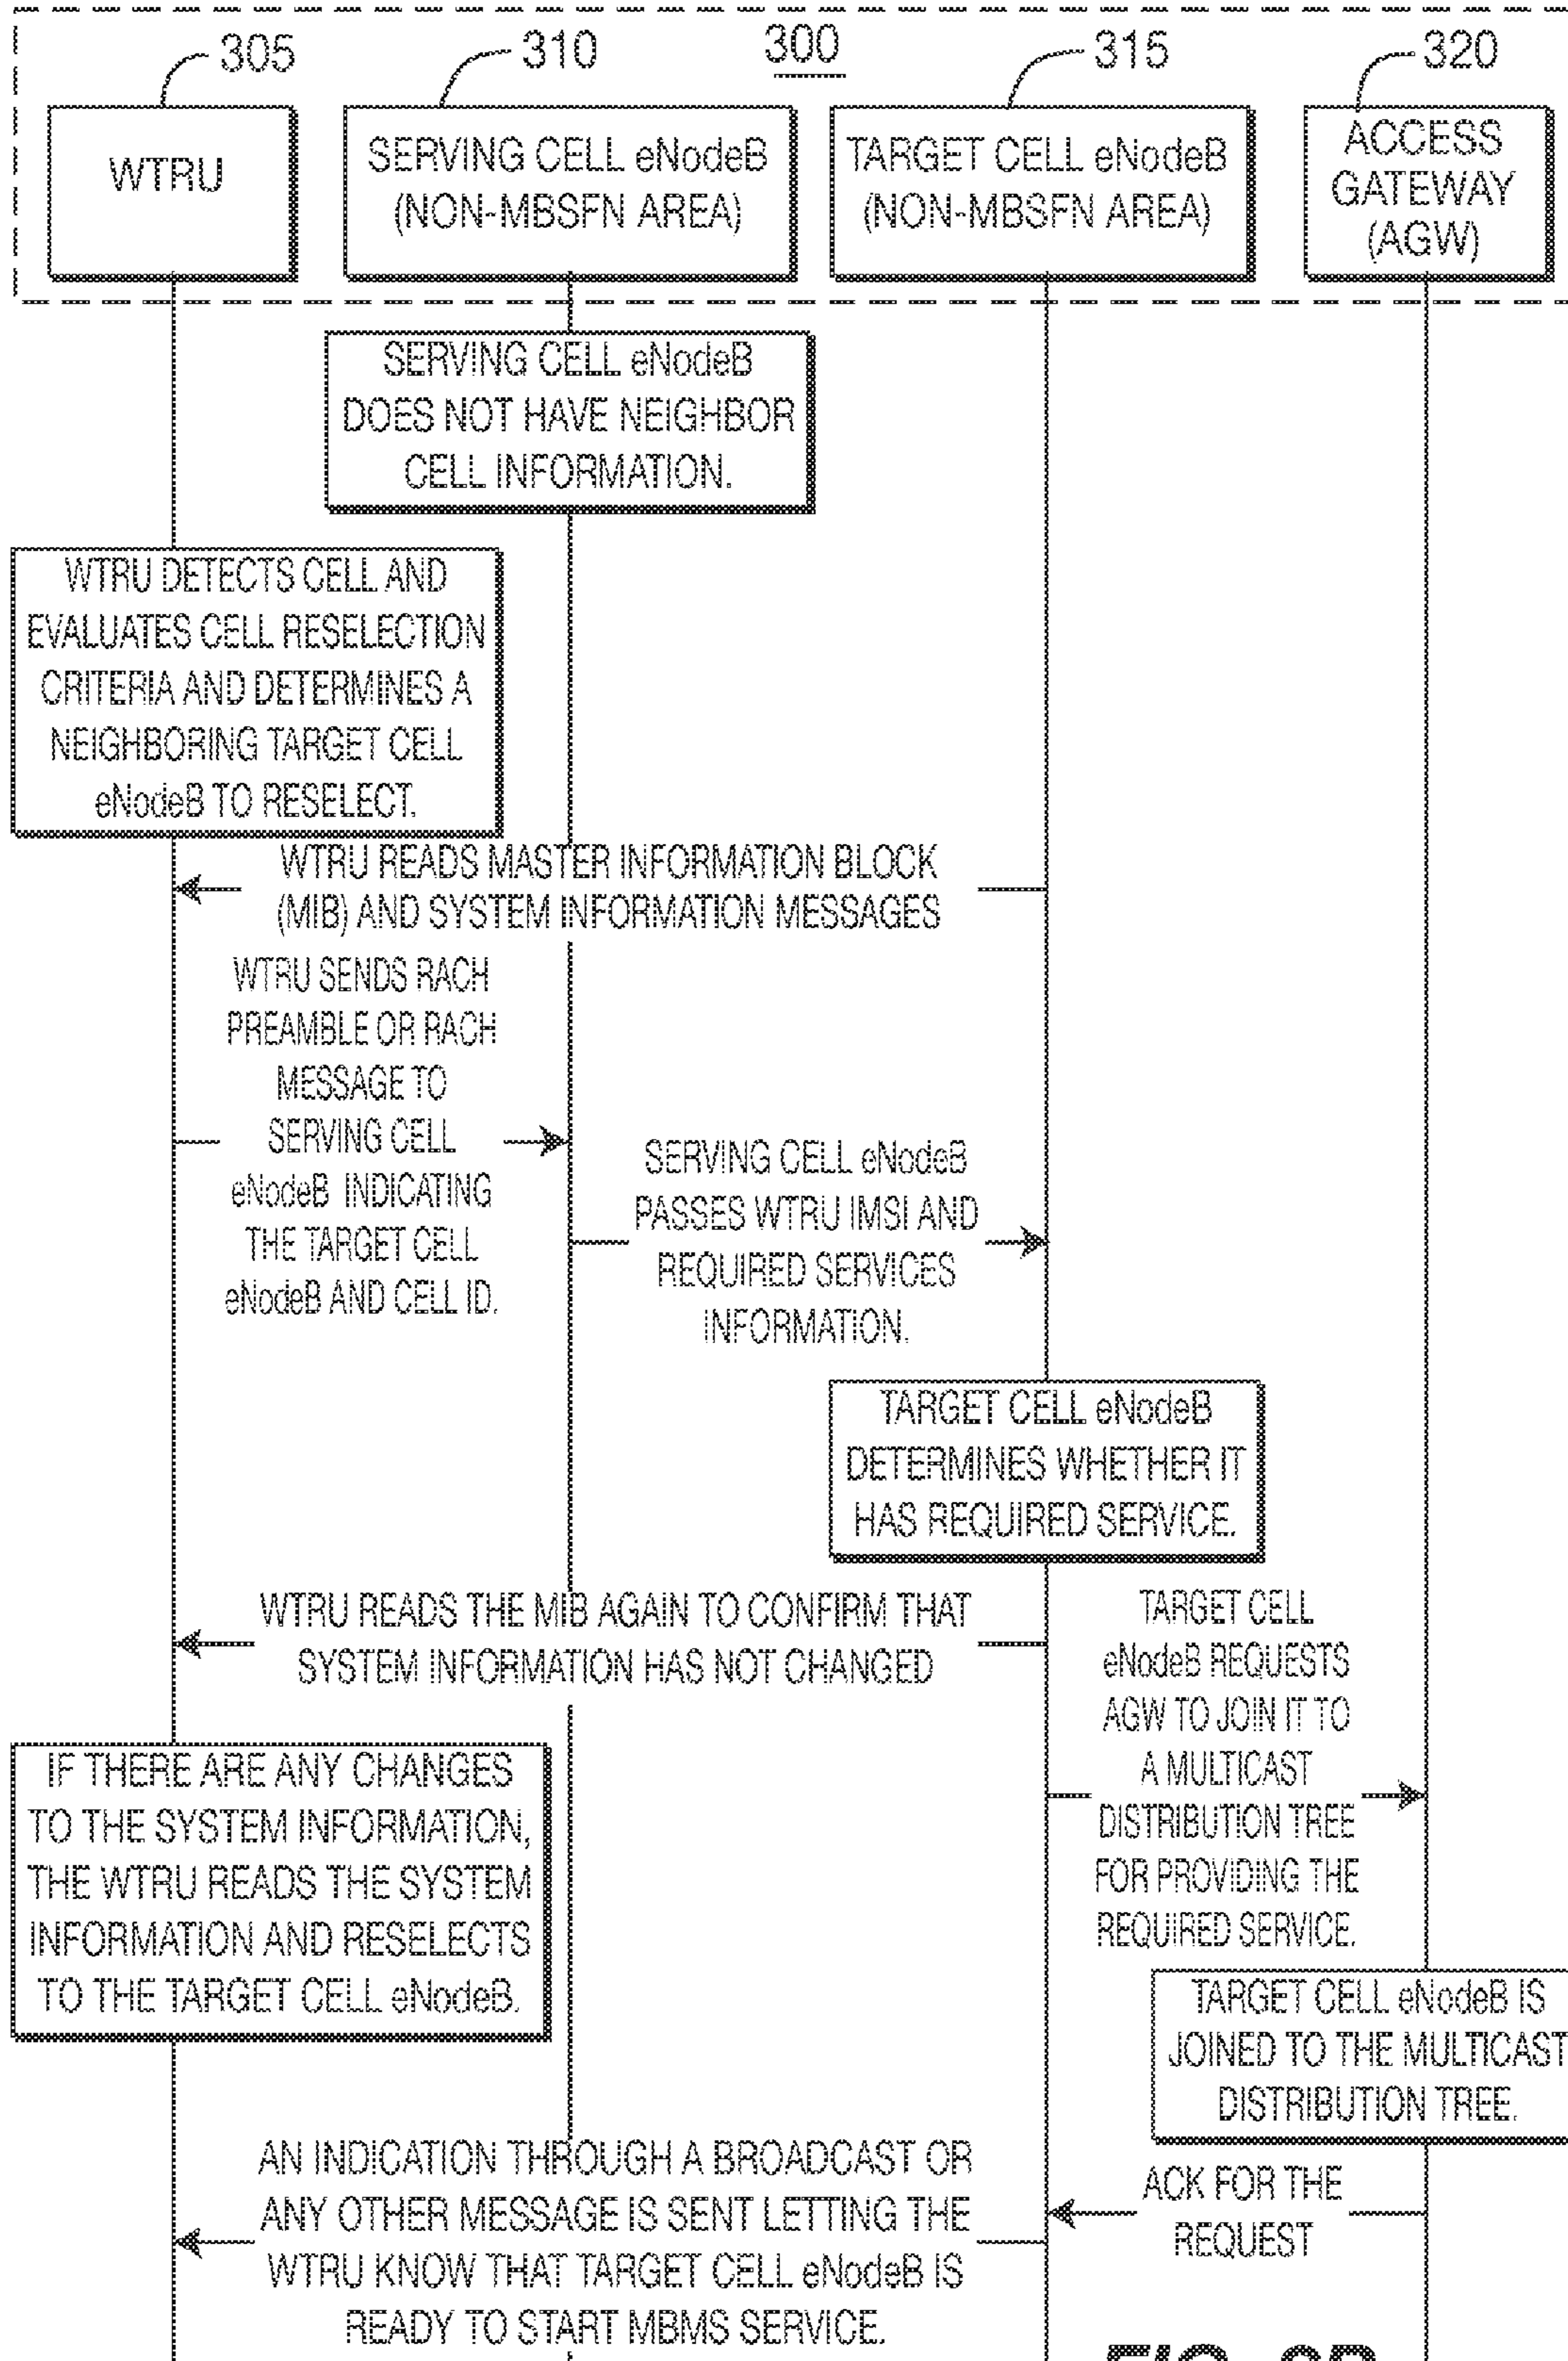 300
305
310
315
320
WTRU
SERVING CELL eNodeB
(NON-MBSFN AREA)
TARGET CELL eNodeB
(NON-MBSFN AREA)
ACCESS
GATEWAY
(AGW)
SERVING CELL eNodeB
DOES NOT HAVE NEIGHBOR
CELL INFORMATION.
WTRU DETECTS CELL AND
EVALUATES CELL RESELECTION
CRITERIA AND DETERMINES A
NEIGHBORING TARGET CELL
eNodeB TO RESELECT.
WTRU READS MASTER INFORMATION BLOCK
(MIB) AND SYSTEM INFORMATION MESSAGES
WTRU SENDS RACH
PREAMBLE OR RACH
MESSAGE TO
SERVING CELL
eNodeB INDICATING
THE TARGET CELL
eNodeB AND CELL ID.
SERVING CELL eNodeB
PASSES WTRU IMSI AND
REQUIRED SERVICES
INFORMATION.
TARGET CELL eNodeB
DETERMINES WHETHER IT
HAS REQUIRED SERVICE.
WTRU READS THE MIB AGAIN TO CONFIRM THAT
SYSTEM INFORMATION HAS NOT CHANGED
TARGET CELL
eNodeB REQUESTS
AGW TO JOIN IT TO
A MULTICAST
DISTRIBUTION TREE
FOR PROVIDING THE
REQUIRED SERVICE.
IF THERE ARE ANY CHANGES
TO THE SYSTEM INFORMATION,
THE WTRU READS THE SYSTEM
INFORMATION AND RESELECTS
TO THE TARGET CELL eNodeB.
TARGET CELL eNodeB IS
JOINED TO THE MULTICAST
DISTRIBUTION TREE.
ACK FOR THE
REQUEST
AN INDICATION THROUGH A BROADCAST OR
ANY OTHER MESSAGE IS SENT LETTING THE
WTRU KNOW THAT TARGET CELL eNodeB IS
READY TO START MBMS SERVICE.